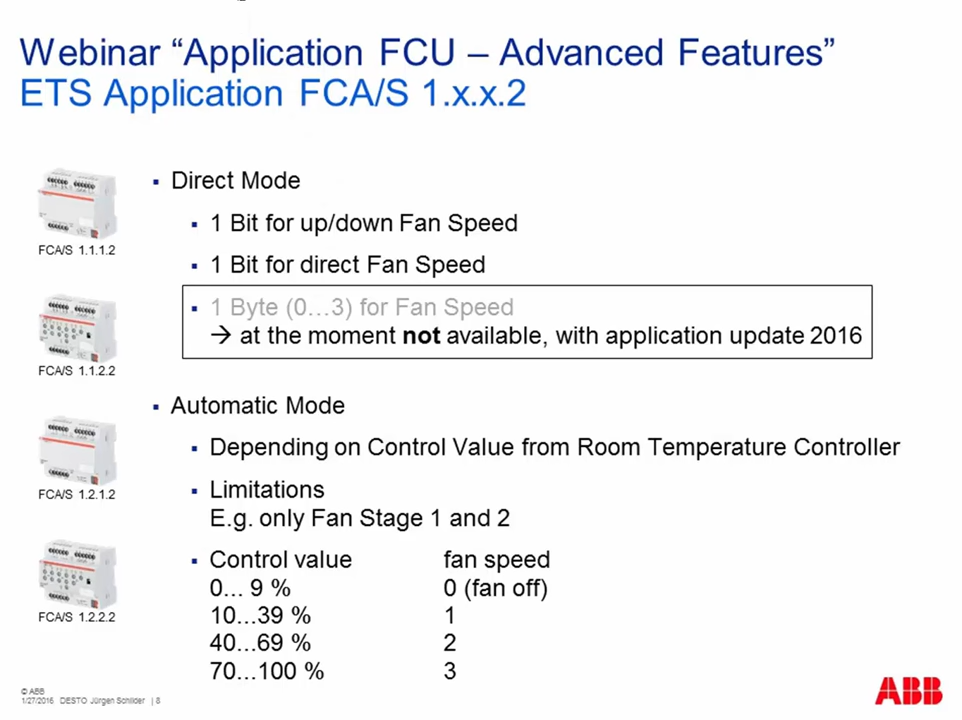 Webinar “Application FCU – Advanced Features”
ETS Application FCA/S 1.x.x.2
FCA/S 1.1.1.2
FCA/S 1.1.2.2
FCA/S 1.2.1.2
FCA/S 1.2.2.2
▪ Direct Mode
▪ 1 Bit for up/down Fan Speed
▪ 1 Bit for direct Fan Speed
▪ 1 Byte (0…3) for Fan Speed
→ at the moment not available, with application update 2016
▪ Automatic Mode
▪ Depending on Control Value from Room Temperature Controller
▪ Limitations
E.g. only Fan Stage 1 and 2
▪ Control value fan speed
0… 9 % 0 (fan off)
10…39 % 1
40…69 % 2
70…100 % 3
© ABB
1/27/2016 DESTO Jürgen Schilder | 8
ABB